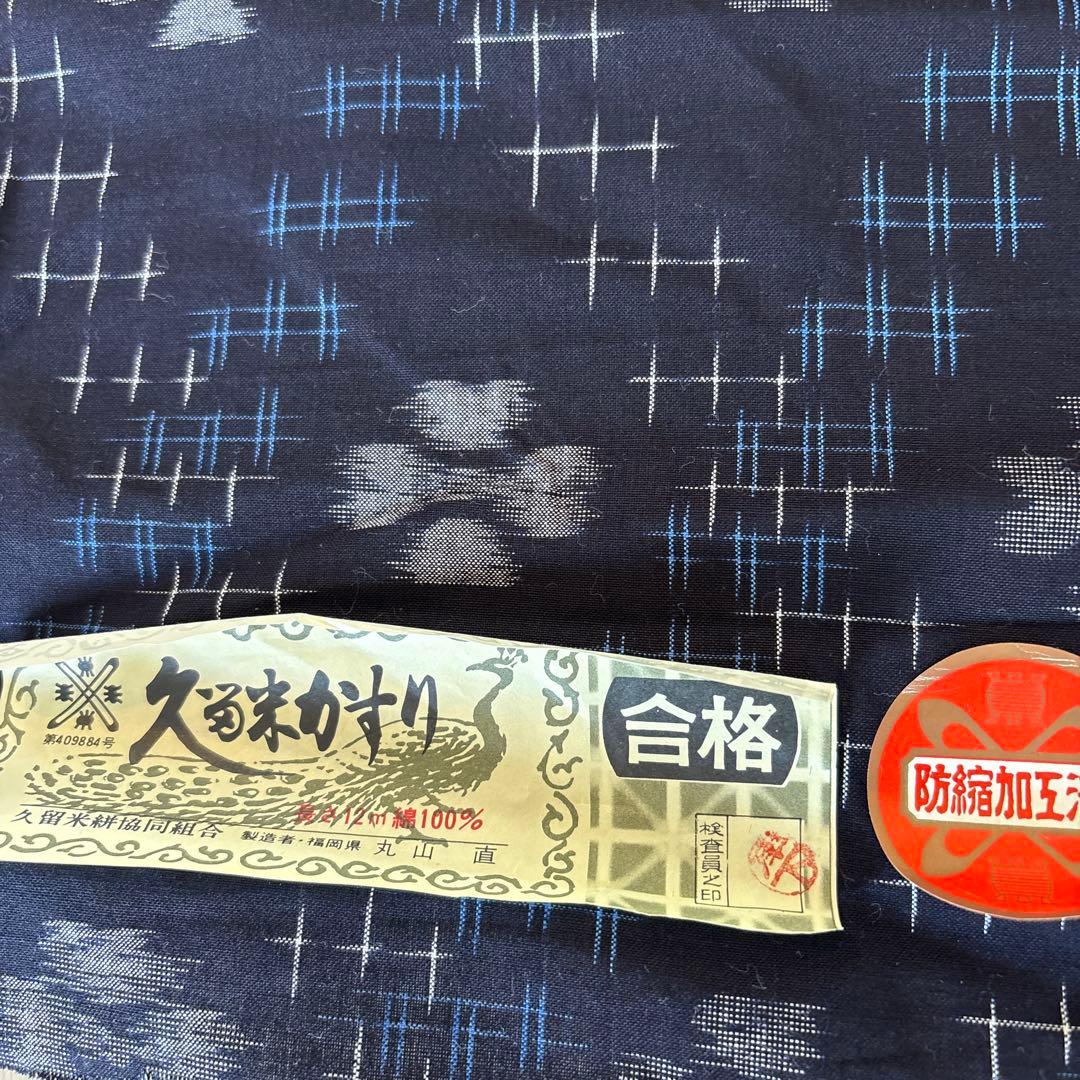 久留米かすり
第409884号
長さ12m綿100%
久留米絣協同組合
製造者・福岡県 丸山 直
合格
検査員之印
防縮加工済